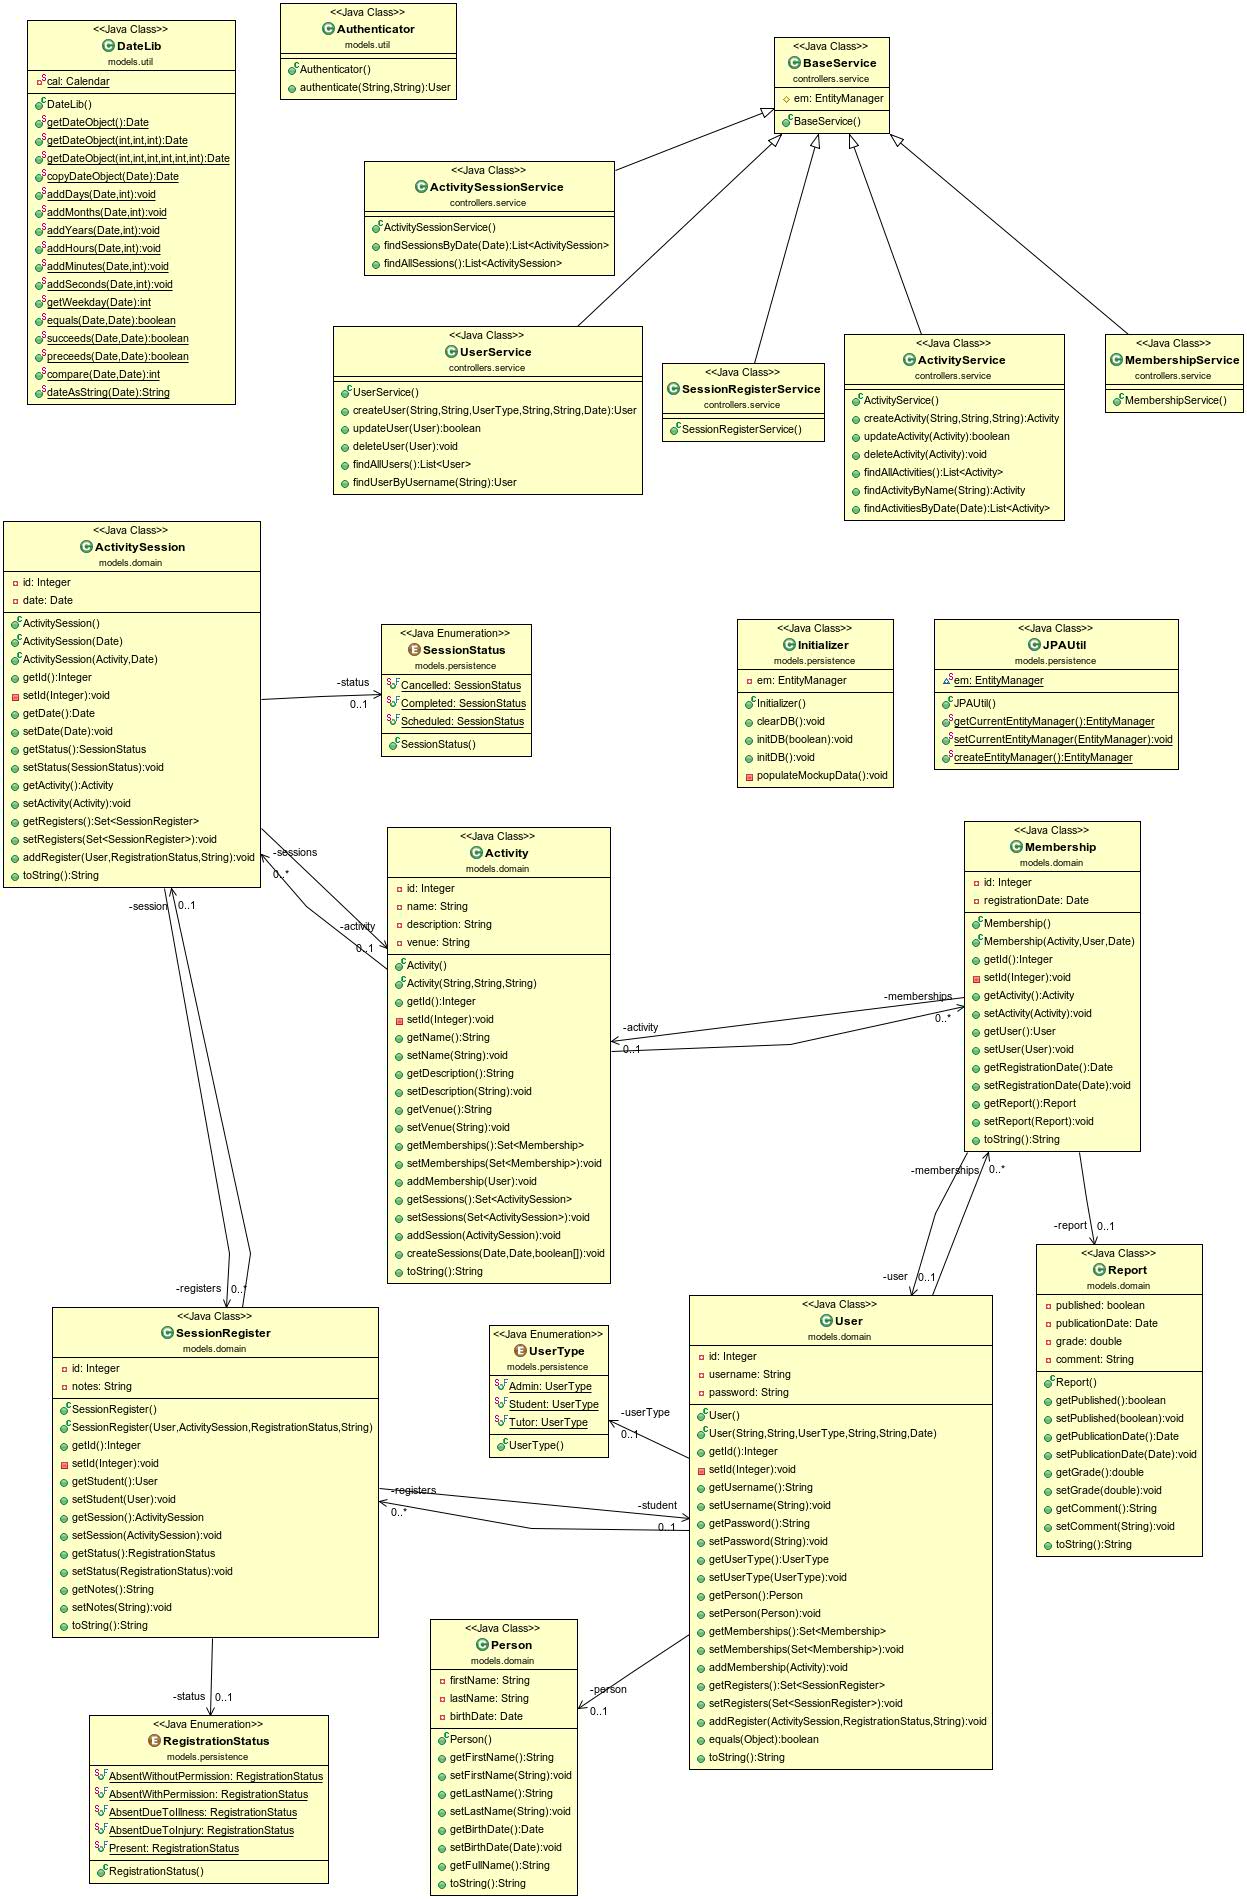 <<Java Class>>
DateLib
models.util
cal: Calendar
DateLib()
getDateObject():Date
getDateObject(int,int,int):Date
getDateObject(int,int,int,int,int,int):Date
copyDateObject(Date):Date
addDays(Date,int):void
addMonths(Date,int):void
addYears(Date,int):void
addHours(Date,int):void
addMinutes(Date,int):void
addSeconds(Date,int):void
getWeekday(Date):int
equals(Date,Date):boolean
succeeds(Date,Date):boolean
preceeds(Date,Date):boolean
compare(Date,Date):int
dateAsString(Date):String
<<Java Class>>
Authenticator
models.util
Authenticator()
authenticate(String,String):User
<<Java Class>>
BaseService
controllers.service
em: EntityManager
BaseService()
<<Java Class>>
ActivitySessionService
controllers.service
ActivitySessionService()
findSessionsByDate(Date):List<ActivitySession>
findAllSessions():List<ActivitySession>
<<Java Class>>
UserService
controllers.service
UserService()
createUser(String,String,UserType,String,String,Date):User
updateUser(User):boolean
deleteUser(User):void
findAllUsers():List<User>
findUserByUsername(String):User
<<Java Class>>
SessionRegisterService
controllers.service
SessionRegisterService()
<<Java Class>>
ActivityService
controllers.service
ActivityService()
createActivity(String,String,String):Activity
updateActivity(Activity):boolean
deleteActivity(Activity):void
findAllActivities():List<Activity>
findActivityByName(String):Activity
findActivitiesByDate(Date):List<Activity>
<<Java Class>>
MembershipService
controllers.service
MembershipService()
<<Java Class>>
ActivitySession
models.domain
id: Integer
date: Date
ActivitySession()
ActivitySession(Date)
ActivitySession(Activity,Date)
getId():Integer
setId(Integer):void
getDate():Date
setDate(Date):void
getStatus():SessionStatus
setStatus(SessionStatus):void
getActivity():Activity
setActivity(Activity):void
getRegisters():Set<SessionRegister>
setRegisters(Set<SessionRegister>):void
addRegister(User,RegistrationStatus,String):void
toString():String
-status
0..1
<<Java Enumeration>>
SessionStatus
models.persistence
Cancelled: SessionStatus
Completed: SessionStatus
Scheduled: SessionStatus
SessionStatus()
<<Java Class>>
Initializer
models.persistence
em: EntityManager
Initializer()
clearDB():void
initDB(boolean):void
initDB():void
populateMockupData():void
<<Java Class>>
JPAUtil
models.persistence
em: EntityManager
JPAUtil()
getCurrentEntityManager():EntityManager
setCurrentEntityManager(EntityManager):void
createEntityManager():EntityManager
-sessions
0..*
-activity
0..1
-session
0..1
<<Java Class>>
Activity
models.domain
id: Integer
name: String
description: String
venue: String
Activity()
Activity(String,String,String)
getId():Integer
setId(Integer):void
getName():String
setName(String):void
getDescription():String
setDescription(String):void
getVenue():String
setVenue(String):void
getMemberships():Set<Membership>
setMemberships(Set<Membership>):void
addMembership(User):void
getSessions():Set<ActivitySession>
setSessions(Set<ActivitySession>):void
addSession(ActivitySession):void
createSessions(Date,Date,boolean[]):void
toString():String
-memberships
0..*
-activity
0..1
<<Java Class>>
Membership
models.domain
id: Integer
registrationDate: Date
Membership()
Membership(Activity,User,Date)
getId():Integer
setId(Integer):void
getActivity():Activity
setActivity(Activity):void
getUser():User
setUser(User):void
getRegistrationDate():Date
setRegistrationDate(Date):void
getReport():Report
setReport(Report):void
toString():String
-memberships
0..*
-report
0..1
-user
0..1
-registers
0..*
<<Java Class>>
SessionRegister
models.domain
id: Integer
notes: String
SessionRegister()
SessionRegister(User,ActivitySession,RegistrationStatus,String)
getId():Integer
setId(Integer):void
getStudent():User
setStudent(User):void
getSession():ActivitySession
setSession(ActivitySession):void
getStatus():RegistrationStatus
setStatus(RegistrationStatus):void
getNotes():String
setNotes(String):void
toString():String
<<Java Enumeration>>
UserType
models.persistence
Admin: UserType
Student: UserType
Tutor: UserType
UserType()
-userType
0..1
-registers
0..*
-student
0..1
<<Java Class>>
User
models.domain
id: Integer
username: String
password: String
User()
User(String,String,UserType,String,String,Date)
getId():Integer
setId(Integer):void
getUsername():String
setUsername(String):void
getPassword():String
setPassword(String):void
getUserType():UserType
setUserType(UserType):void
getPerson():Person
setPerson(Person):void
getMemberships():Set<Membership>
setMemberships(Set<Membership>):void
addMembership(Activity):void
getRegisters():Set<SessionRegister>
setRegisters(Set<SessionRegister>):void
addRegister(ActivitySession,RegistrationStatus,String):void
equals(Object):boolean
toString():String
<<Java Class>>
Report
models.domain
published: boolean
publicationDate: Date
grade: double
comment: String
Report()
getPublished():boolean
setPublished(boolean):void
getPublicationDate():Date
setPublicationDate(Date):void
getGrade():double
setGrade(double):void
getComment():String
setComment(String):void
toString():String
-status
0..1
<<Java Enumeration>>
RegistrationStatus
models.persistence
AbsentWithoutPermission: RegistrationStatus
AbsentWithPermission: RegistrationStatus
AbsentDueToIllness: RegistrationStatus
AbsentDueToInjury: RegistrationStatus
Present: RegistrationStatus
RegistrationStatus()
<<Java Class>>
Person
models.domain
firstName: String
lastName: String
birthDate: Date
Person()
getFirstName():String
setFirstName(String):void
getLastName():String
setLastName(String):void
getBirthDate():Date
setBirthDate(Date):void
getFullName():String
toString():String
-person
0..1